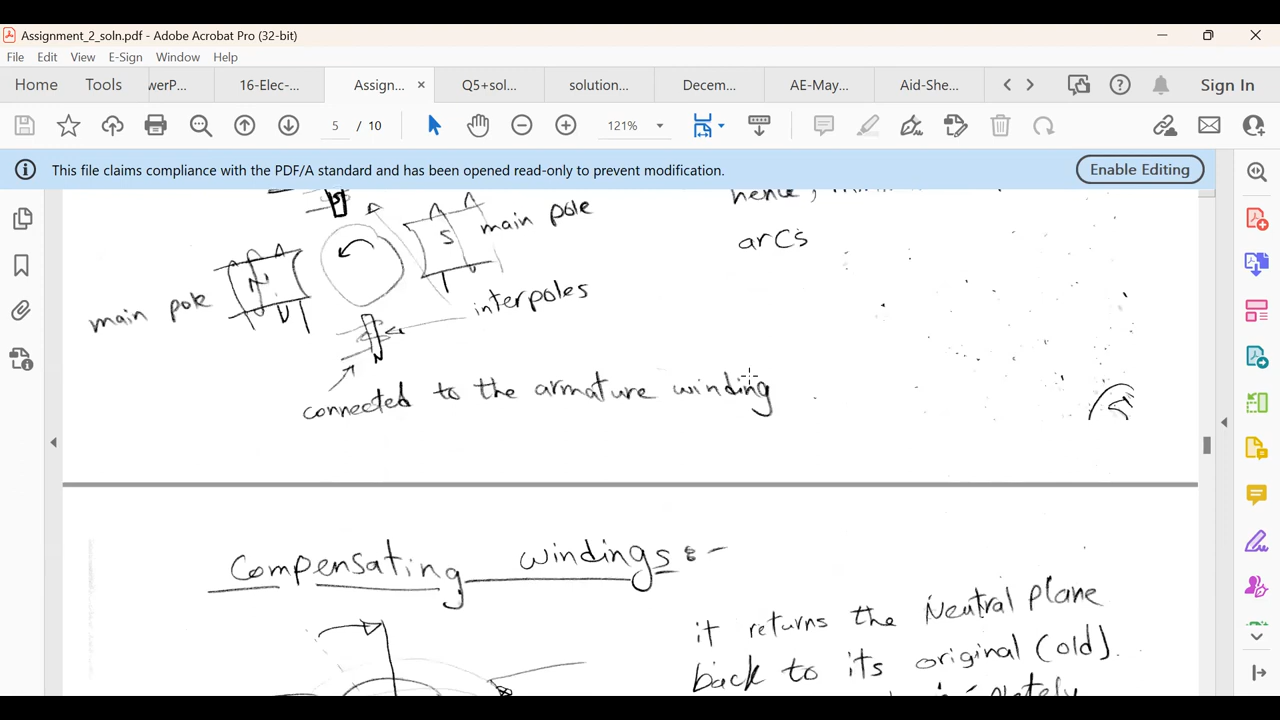 Assignment_2_soln.pdf - Adobe Acrobat Pro (32-bit)
File Edit View E-Sign Window Help
Home Tools werP... 16-Elec-... Assign... × Q5+sol... solution... Decem... AE-May... Aid-She... Sign In
5 / 10 121%
This file claims compliance with the PDF/A standard and has been opened read-only to prevent modification. Enable Editing
hence,
arcs
S main pole
N
main pole
interpoles
N
connected to the armature winding
Compensating windings :-
it returns the Neutral plane
back to its original (old).